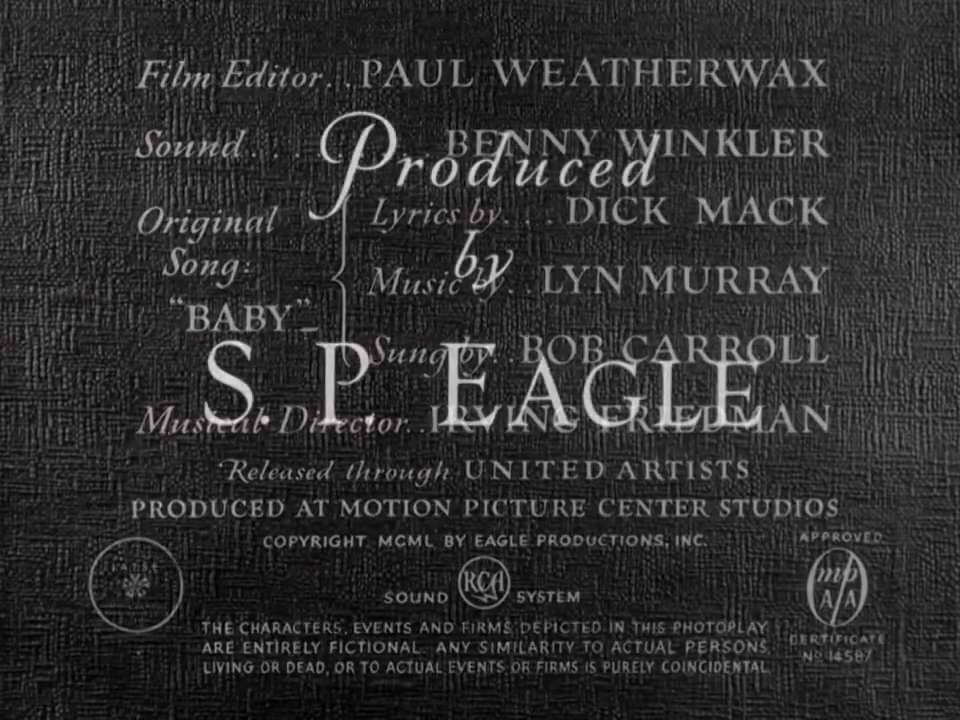 Film Editor.. PAUL WEATHERWAX
Sound... BENNY WINKLER
Original
Song:
"BABY"—
Lyrics by.... DICK MACK
Music by.. LYN MURRAY
Sung by.. BOB CARROLL
Musical Director.. IRVING FRIEDMAN
Produced
by
S. P. EAGLE
Released through UNITED ARTISTS
PRODUCED AT MOTION PICTURE CENTER STUDIOS
COPYRIGHT MCML BY EAGLE PRODUCTIONS, INC.
SOUND RCA SYSTEM
APPROVED
mp
AA
CERTIFICATE
No 14587
THE CHARACTERS, EVENTS AND FIRMS DEPICTED IN THIS PHOTOPLAY
ARE ENTIRELY FICTIONAL. ANY SIMILARITY TO ACTUAL PERSONS,
LIVING OR DEAD, OR TO ACTUAL EVENTS OR FIRMS IS PURELY COINCIDENTAL.